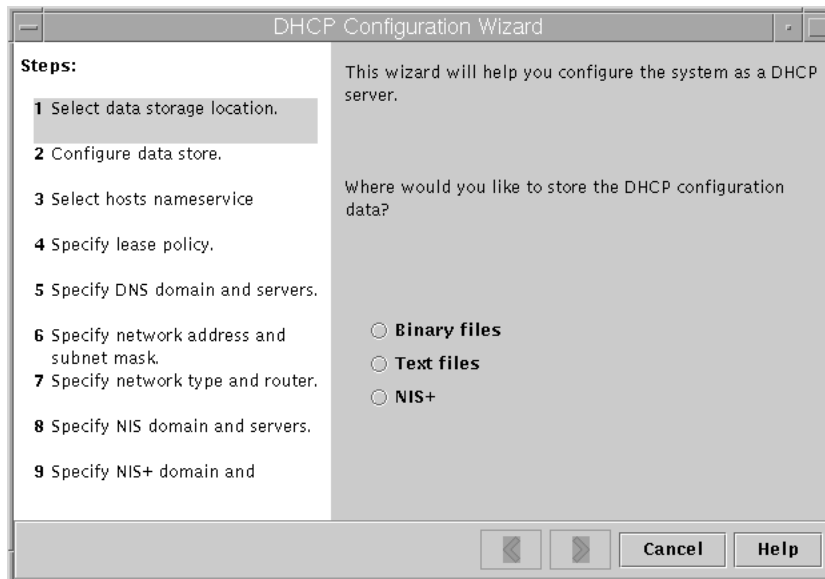 DHCP Configuration Wizard
Steps:
1 Select data storage location.
2 Configure data store.
3 Select hosts nameservice
4 Specify lease policy.
5 Specify DNS domain and servers.
6 Specify network address and
subnet mask.
7 Specify network type and router.
8 Specify NIS domain and servers.
9 Specify NIS+ domain and
This wizard will help you configure the system as a DHCP
server.
Where would you like to store the DHCP configuration
data?
Binary files
Text files
NIS+
Cancel
Help